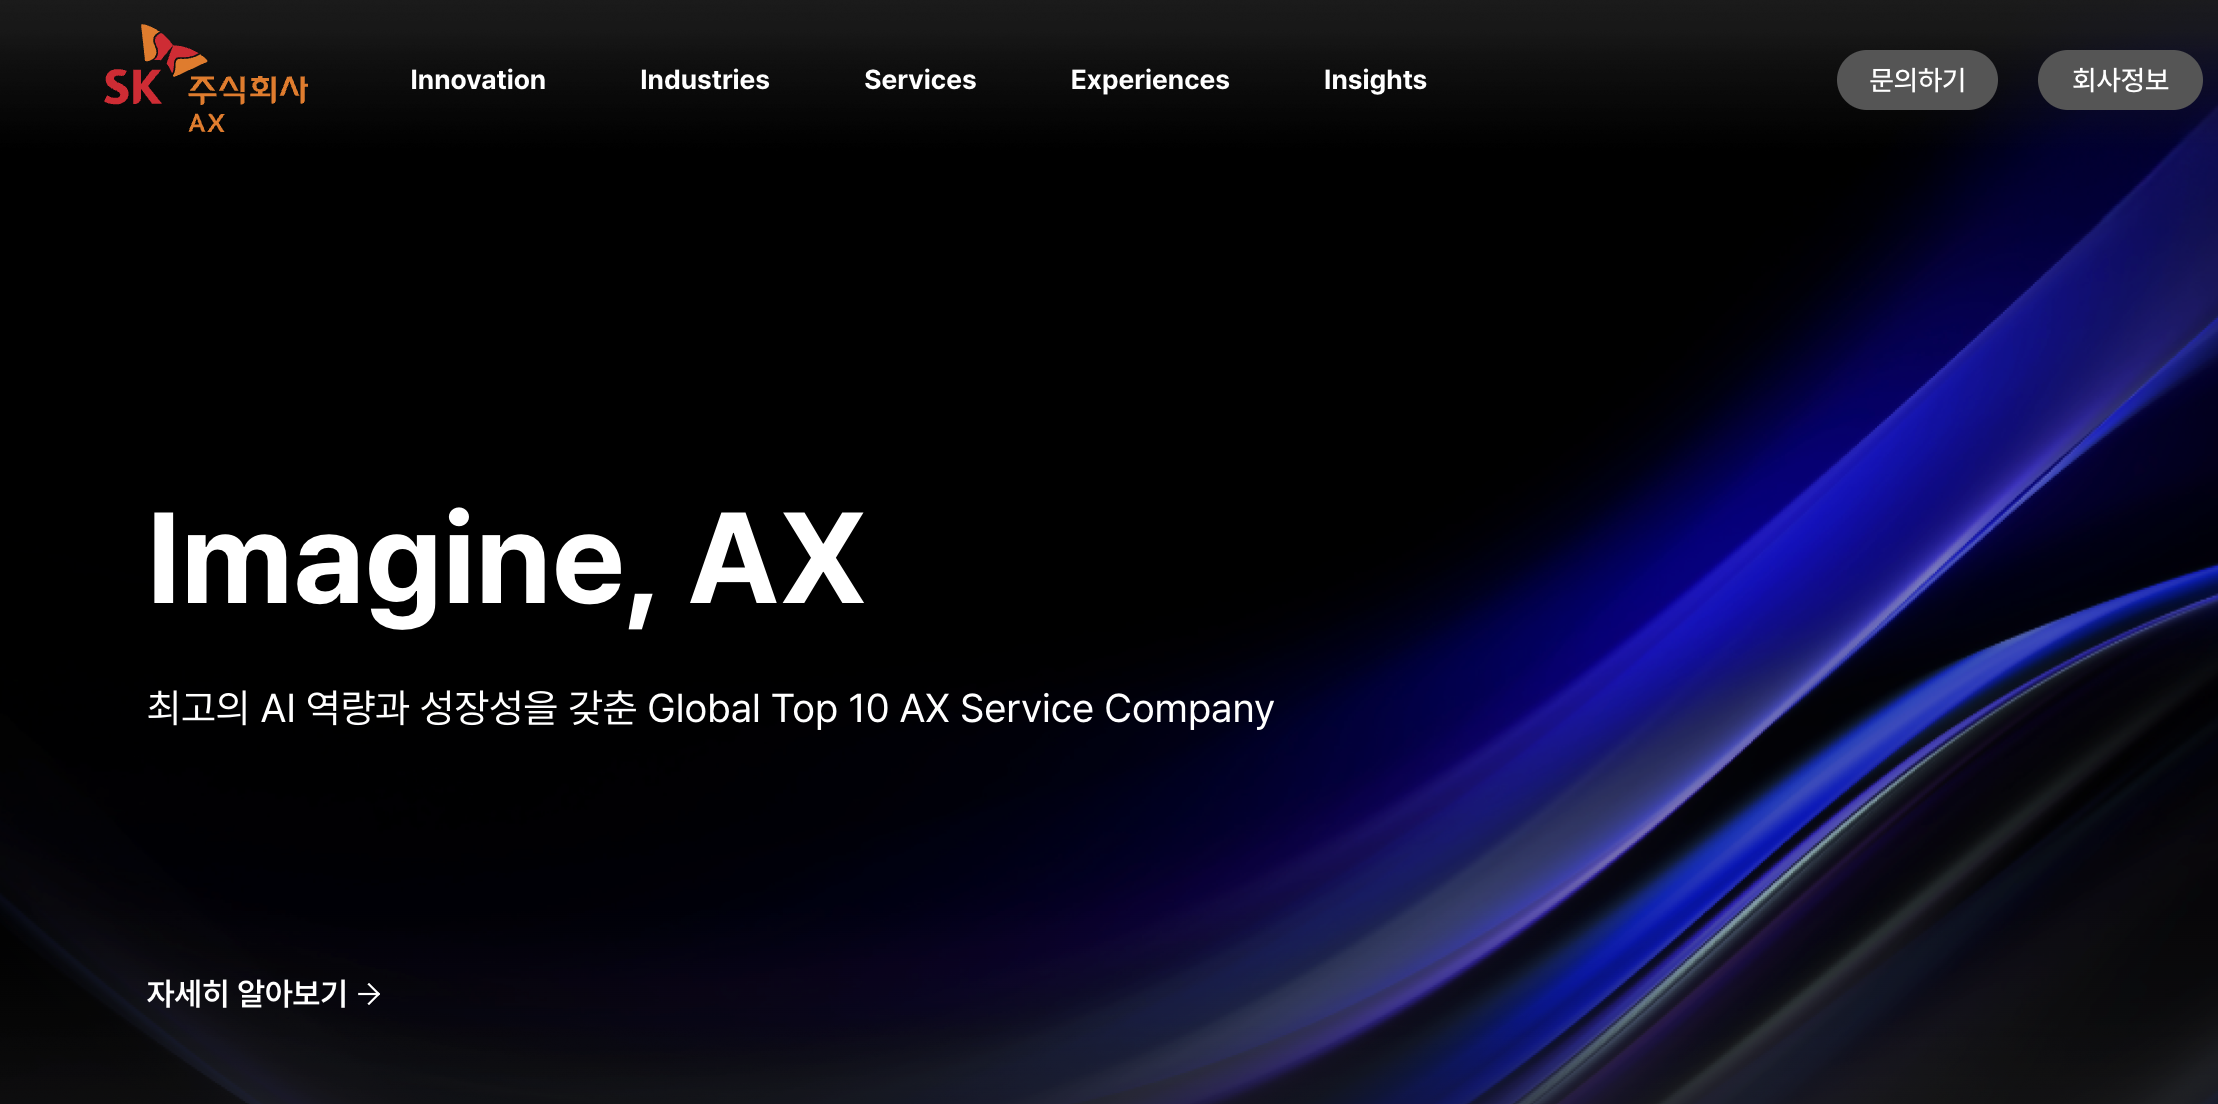 SK 주식회사
AX
Innovation Industries Services Experiences Insights 문의하기 회사정보
Imagine, AX
최고의 AI 역량과 성장성을 갖춘 Global Top 10 AX Service Company
자세히 알아보기 →